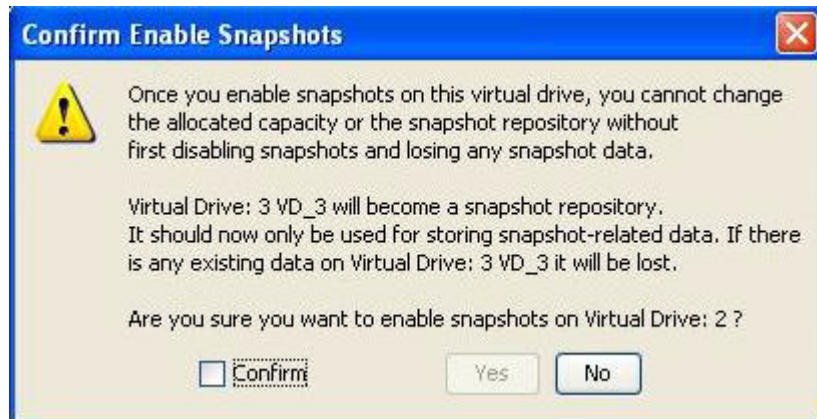 Confirm Enable Snapshots
Once you enable snapshots on this virtual drive, you cannot change
the allocated capacity or the snapshot repository without
first disabling snapshots and losing any snapshot data.
Virtual Drive: 3 VD_3 will become a snapshot repository.
It should now only be used for storing snapshot-related data. If there
is any existing data on Virtual Drive: 3 VD_3 it will be lost.
Are you sure you want to enable snapshots on Virtual Drive: 2 ?
Confirm Yes No